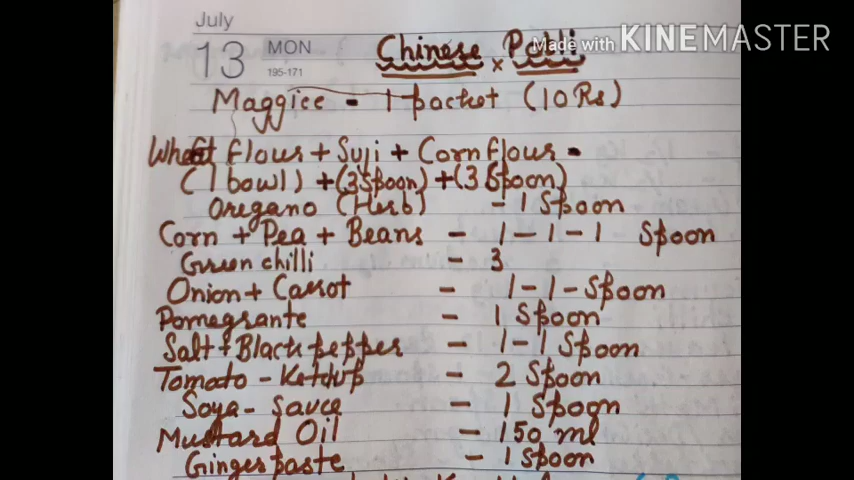 July
13 MON
195-171
Chinese Potli
Made with KINEMASTER
Maggiee - 1 packet (10 Rs)
Wheat flour + Suji + Corn flour -
(1 bowl) + (3 Spoon) + (3 Spoon)
Oregano (Herb) - 1 Spoon
Corn + Pea + Beans - 1 - 1 - 1 Spoon
Green chilli - 3
Onion + Carrot - 1 - 1 - Spoon
Pomegrante - 1 Spoon
Salt + Black pepper - 1 - 1 Spoon
Tomato - Ketchup - 2 Spoon
Soya - Sauce - 1 Spoon
Mustard Oil - 150 ml
Ginger paste - 1 Spoon